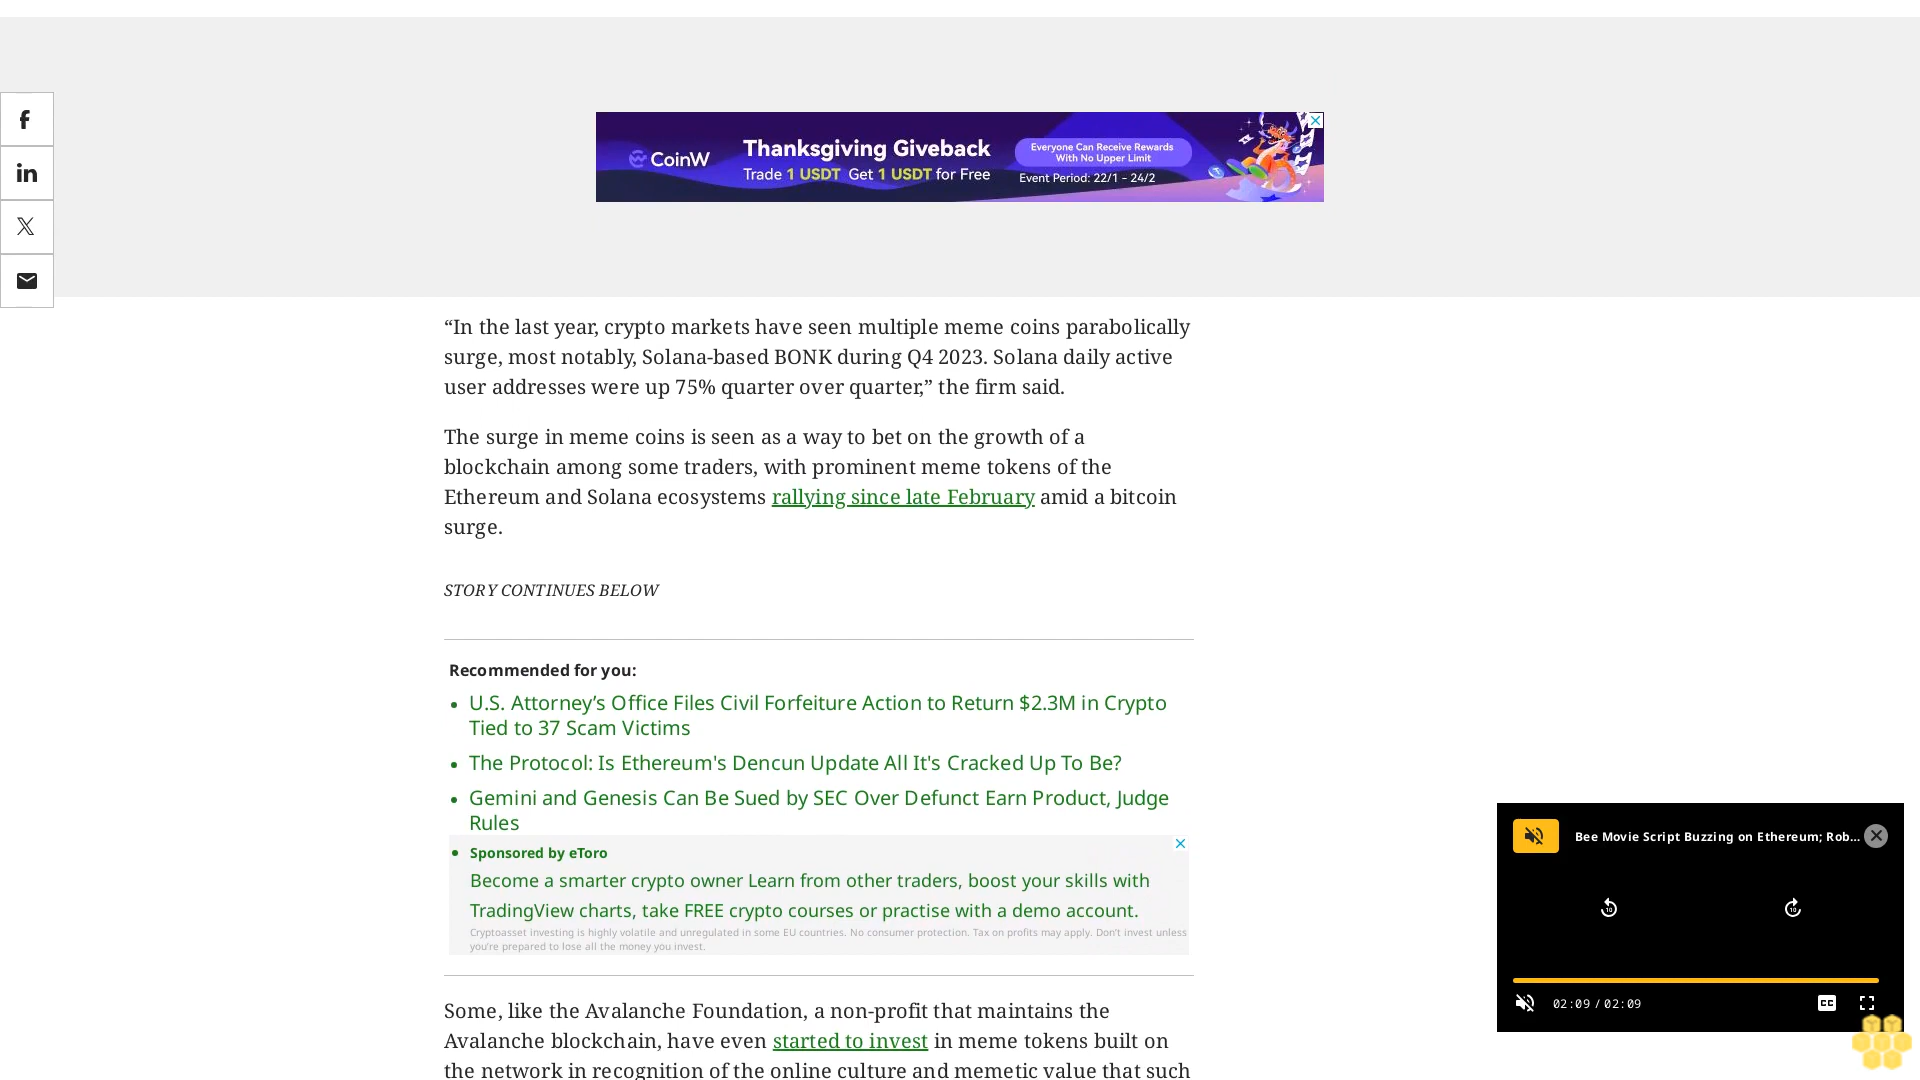 CoinW
Thanksgiving Giveback
Trade 1 USDT Get 1 USDT for Free
Everyone Can Receive Rewards
With No Upper Limit
Event Period: 22/1 – 24/2
“In the last year, crypto markets have seen multiple meme coins parabolically
surge, most notably, Solana-based BONK during Q4 2023. Solana daily active
user addresses were up 75% quarter over quarter,” the firm said.
The surge in meme coins is seen as a way to bet on the growth of a
blockchain among some traders, with prominent meme tokens of the
Ethereum and Solana ecosystems rallying since late February amid a bitcoin
surge.
STORY CONTINUES BELOW
Recommended for you:
• U.S. Attorney’s Office Files Civil Forfeiture Action to Return $2.3M in Crypto
Tied to 37 Scam Victims
• The Protocol: Is Ethereum's Dencun Update All It's Cracked Up To Be?
• Gemini and Genesis Can Be Sued by SEC Over Defunct Earn Product, Judge
Rules
• Sponsored by eToro
Become a smarter crypto owner Learn from other traders, boost your skills with
TradingView charts, take FREE crypto courses or practise with a demo account.
Cryptoasset investing is highly volatile and unregulated in some EU countries. No consumer protection. Tax on profits may apply. Don't invest unless
you're prepared to lose all the money you invest.
Some, like the Avalanche Foundation, a non-profit that maintains the
Avalanche blockchain, have even started to invest in meme tokens built on
the network in recognition of the online culture and memetic value that such
Bee Movie Script Buzzing on Ethereum; Rob...
10
10
02:09 / 02:09
CC